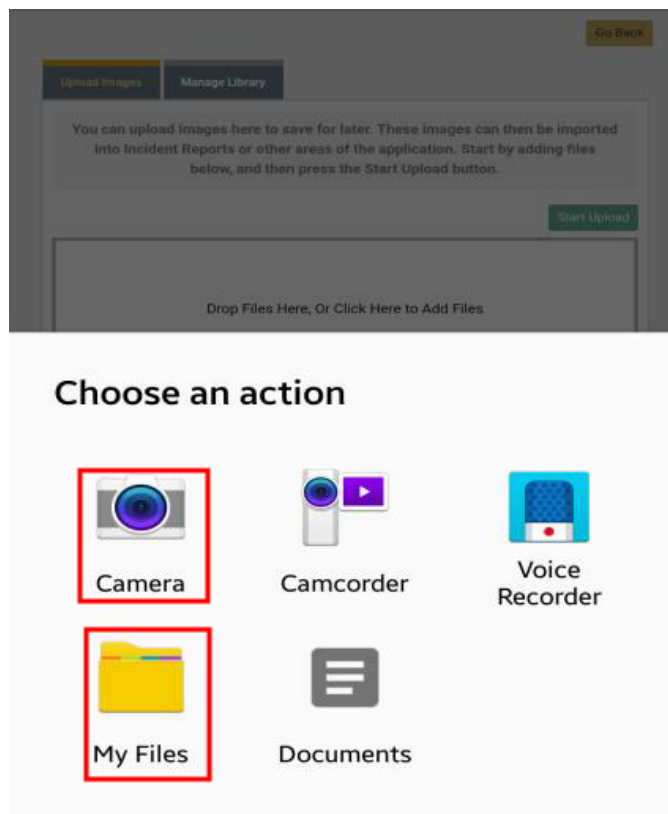 Go Back
Upload Images
Manage Library
You can upload images here to save for later. These images can then be imported
into Incident Reports or other areas of the application. Start by adding files
below, and then press the Start Upload button.
Start Upload
Drop Files Here, Or Click Here to Add Files
Choose an action
Camera
Camcorder
Voice
Recorder
My Files
Documents